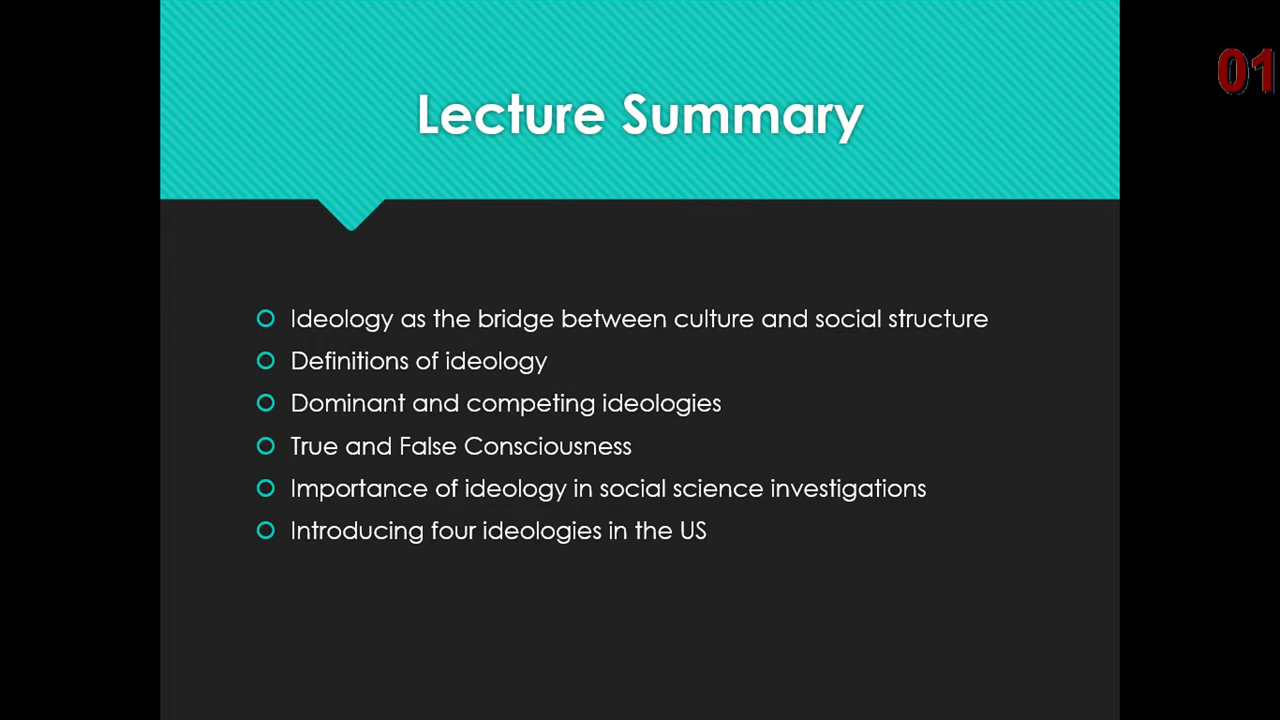 01
Lecture Summary
Ideology as the bridge between culture and social structure
Definitions of ideology
Dominant and competing ideologies
True and False Consciousness
Importance of ideology in social science investigations
Introducing four ideologies in the US